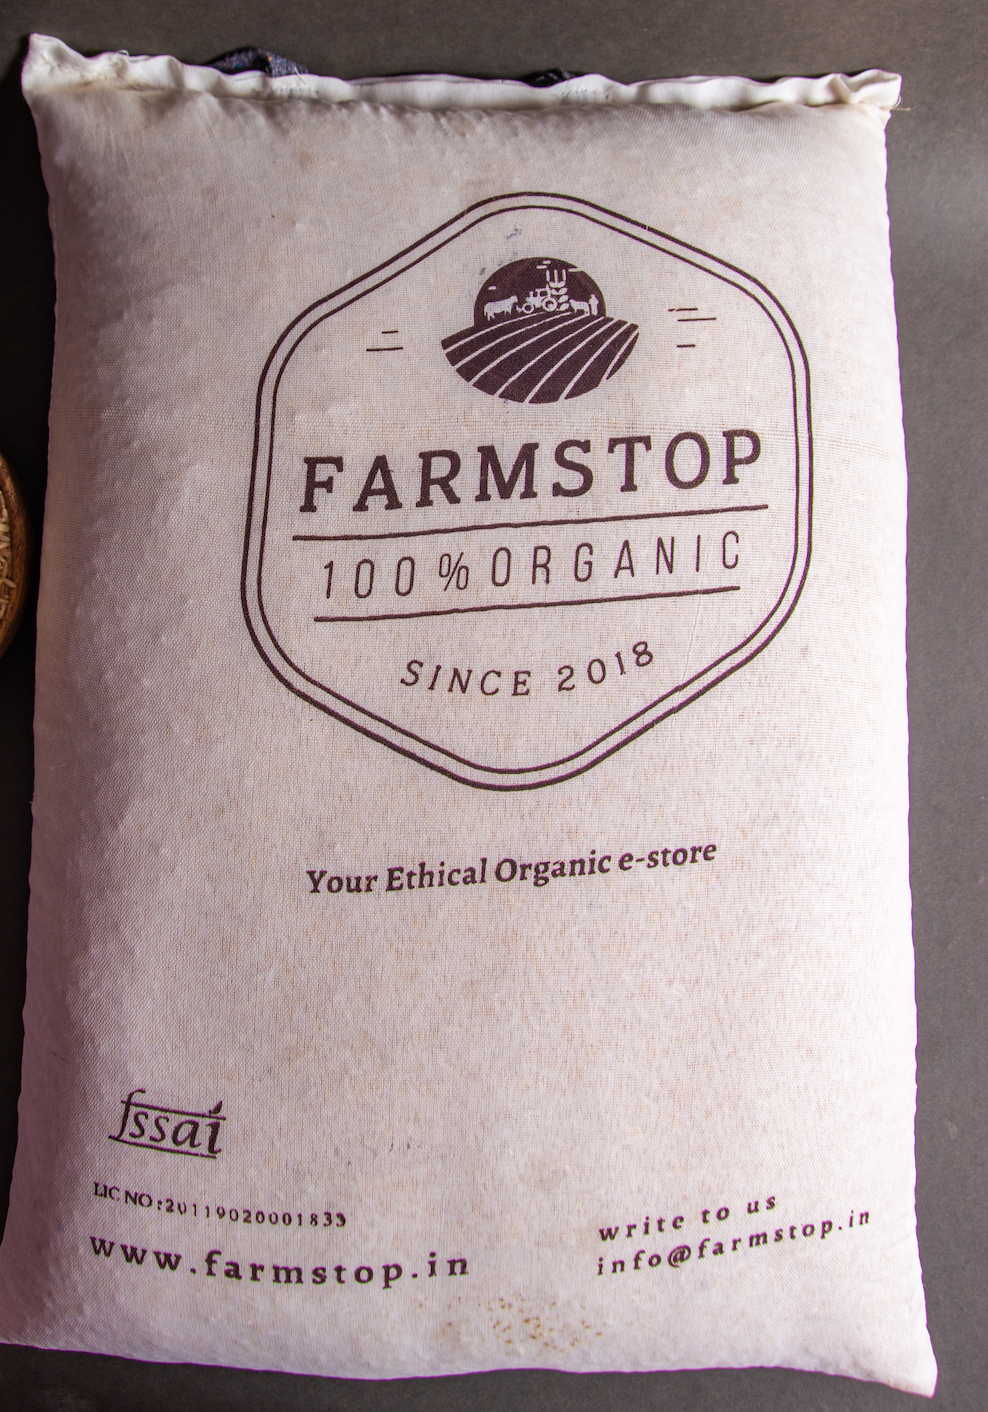 FARMSTOP
100% ORGANIC
SINCE 2018
Your Ethical Organic e-store
fssai
LIC NO:20119020001833
www.farmstop.in
write to us
info@farmstop.in